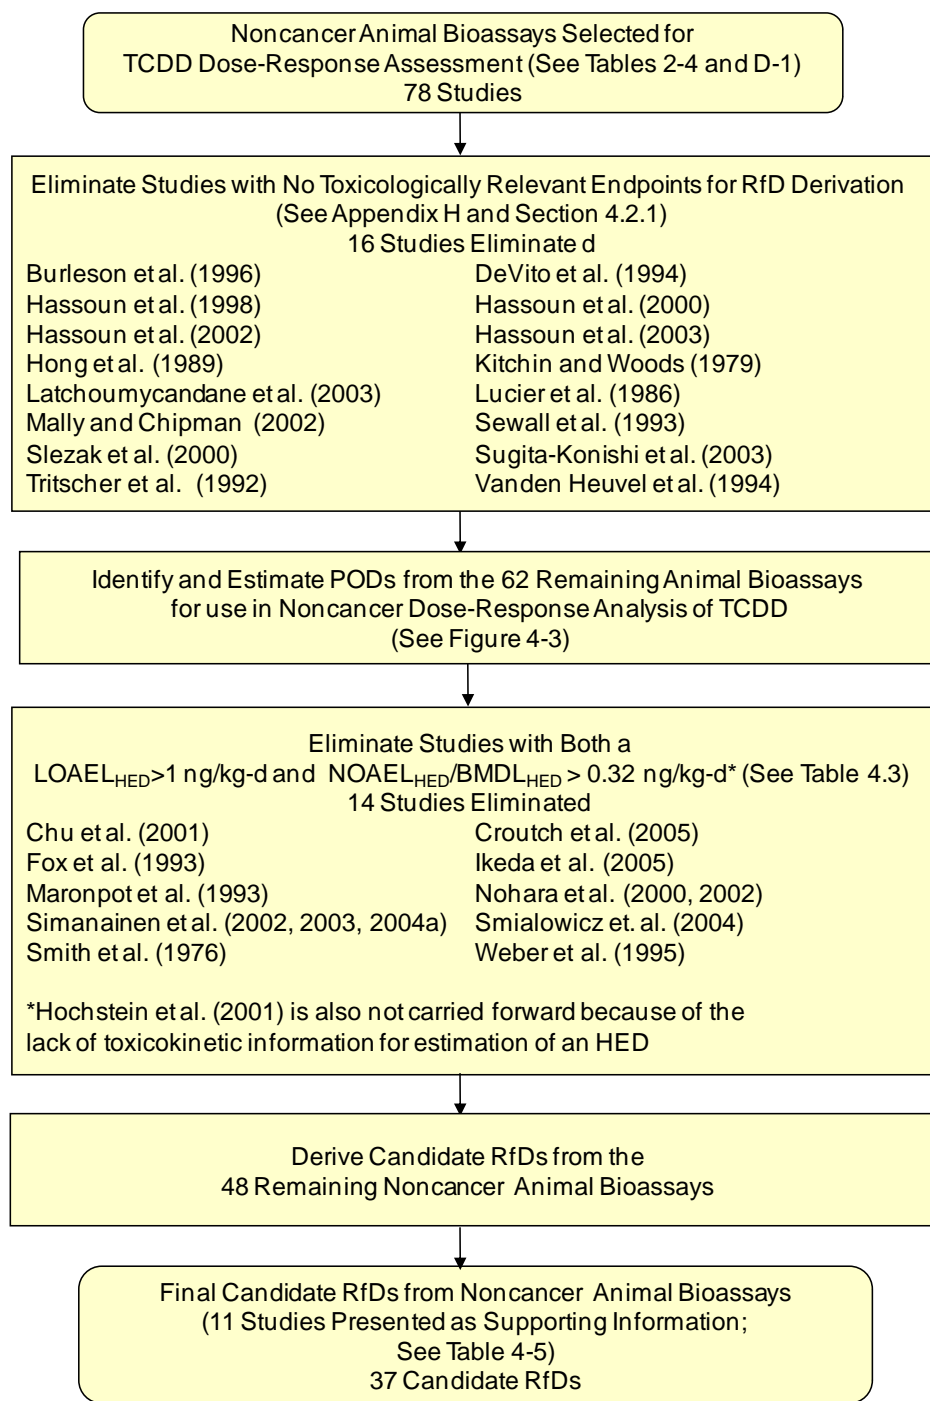 Noncancer Animal Bioassays Selected for
TCDD Dose-Response Assessment (See Tables 2-4 and D-1)
78 Studies
Eliminate Studies with No Toxicologically Relevant Endpoints for RfD Derivation
(See Appendix H and Section 4.2.1)
16 Studies Eliminated
Burleson et al. (1996) DeVito et al. (1994)
Hassoun et al. (1998) Hassoun et al. (2000)
Hassoun et al. (2002) Hassoun et al. (2003)
Hong et al. (1989) Kitchin and Woods (1979)
Latchoumycandane et al. (2003) Lucier et al. (1986)
Mally and Chipman (2002) Sewall et al. (1993)
Slezak et al. (2000) Sugita-Konishi et al. (2003)
Tritscher et al. (1992) Vanden Heuvel et al. (1994)
Identify and Estimate PODs from the 62 Remaining Animal Bioassays
for use in Noncancer Dose-Response Analysis of TCDD
(See Figure 4-3)
Eliminate Studies with Both a
LOAELHED>1 ng/kg-d and NOAELHED/BMDLHED > 0.32 ng/kg-d* (See Table 4.3)
14 Studies Eliminated
Chu et al. (2001) Croutch et al. (2005)
Fox et al. (1993) Ikeda et al. (2005)
Maronpot et al. (1993) Nohara et al. (2000, 2002)
Simanainen et al. (2002, 2003, 2004a) Smialowicz et. al. (2004)
Smith et al. (1976) Weber et al. (1995)
*Hochstein et al. (2001) is also not carried forward because of the
lack of toxicokinetic information for estimation of an HED
Derive Candidate RfDs from the
48 Remaining Noncancer Animal Bioassays
Final Candidate RfDs from Noncancer Animal Bioassays
(11 Studies Presented as Supporting Information;
See Table 4-5)
37 Candidate RfDs